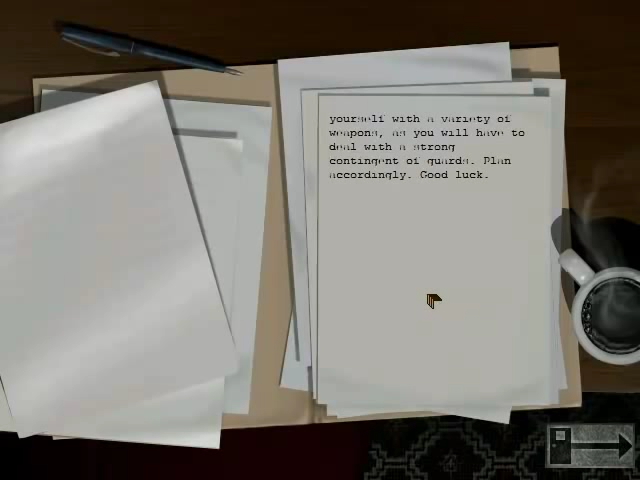 yourself with a variety of
weapons, as you will have to
deal with a strong
contingent of guards. Plan
accordingly. Good luck.